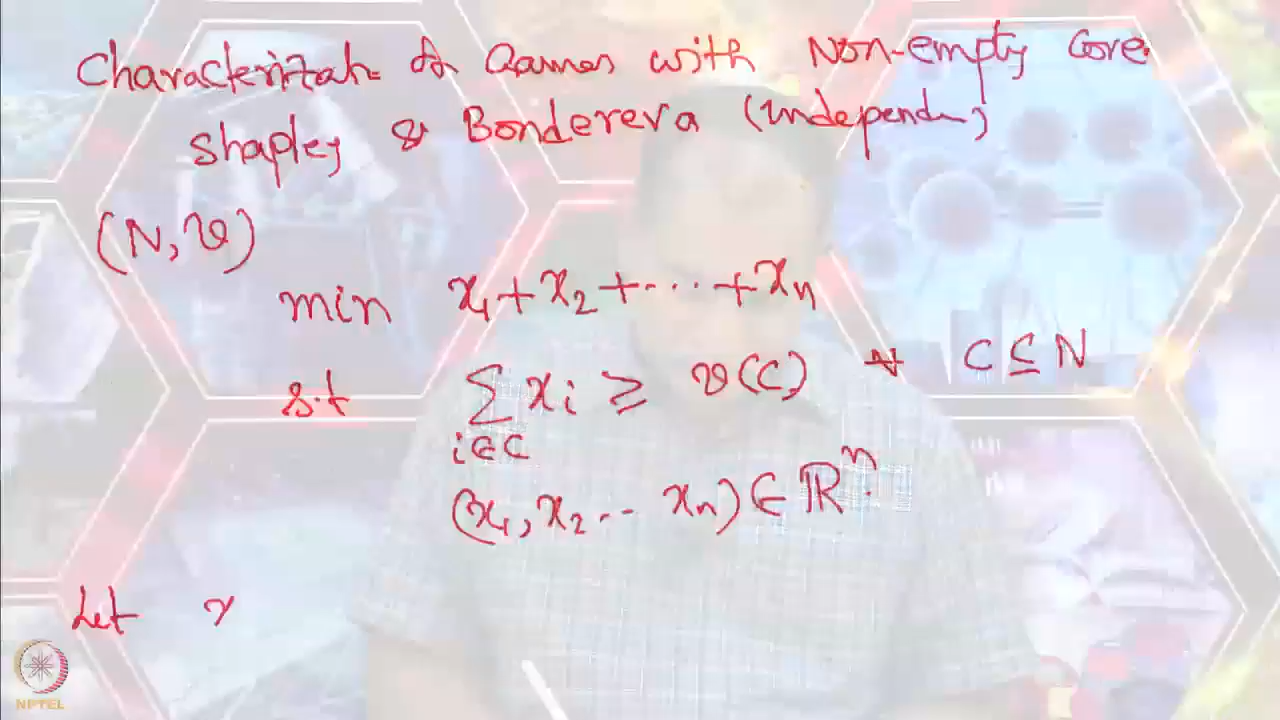 Characterizatn of Games with Non-empty Core.
Shapley & Bondereva (Independn)
(N, v)
min x₁ + x₂ + ... + xₙ
s.t ∑ xᵢ ≥ v(C) ∀ C ⊆ N
i∈C
(x₁, x₂ .. xₙ) ∈ ℝⁿ.
Let x
NPTEL